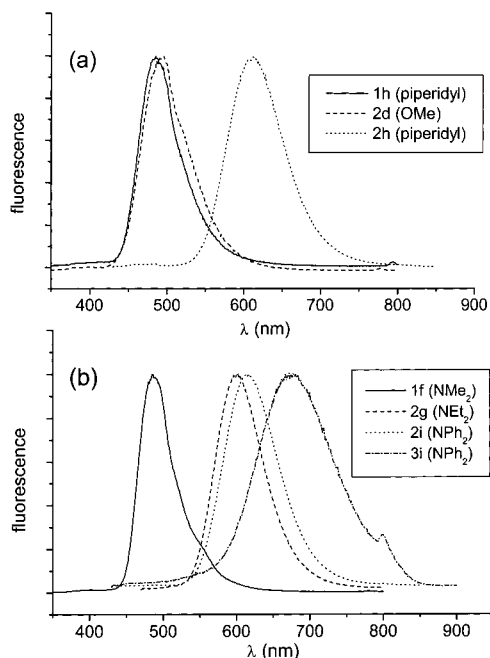 (a)
1h (piperidyl)
2d (OMe)
2h (piperidyl)
fluorescence
400 500 600 700 800 900
λ (nm)
(b)
1f (NMe₂)
2g (NEt₂)
2i (NPh₂)
3i (NPh₂)
fluorescence
400 500 600 700 800 900
λ (nm)